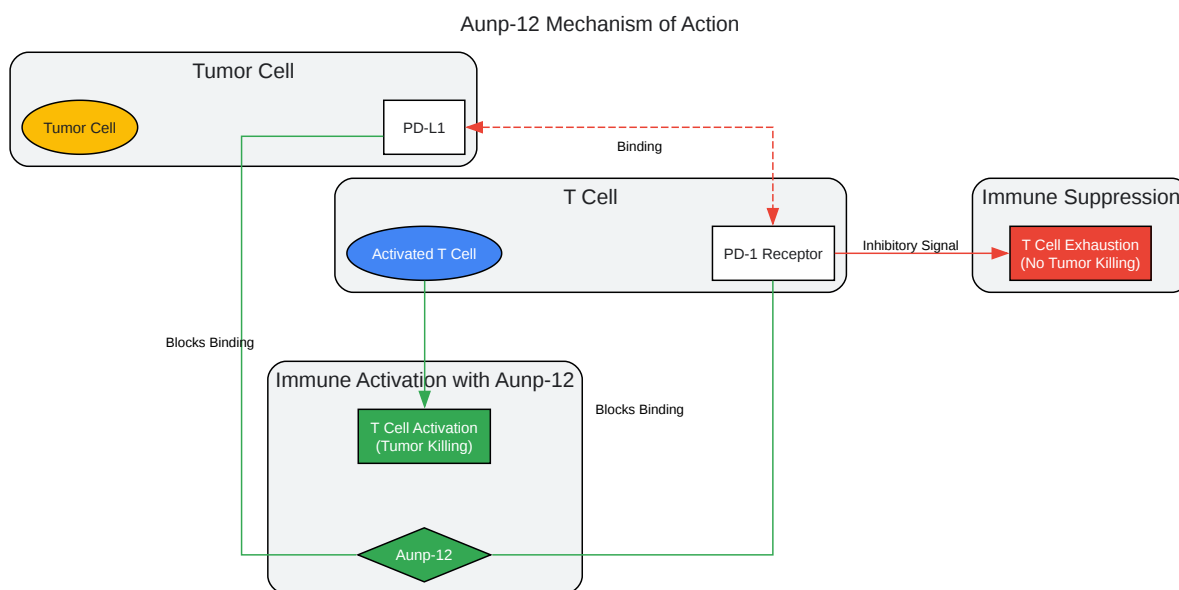 Aunp-12 Mechanism of Action
Tumor Cell
Tumor Cell
PD-L1
Binding
T Cell
Immune Suppression
Activated T Cell
PD-1 Receptor
Inhibitory Signal
T Cell Exhaustion
(No Tumor Killing)
Blocks Binding
Immune Activation with Aunp-12
Blocks Binding
T Cell Activation
(Tumor Killing)
Aunp-12